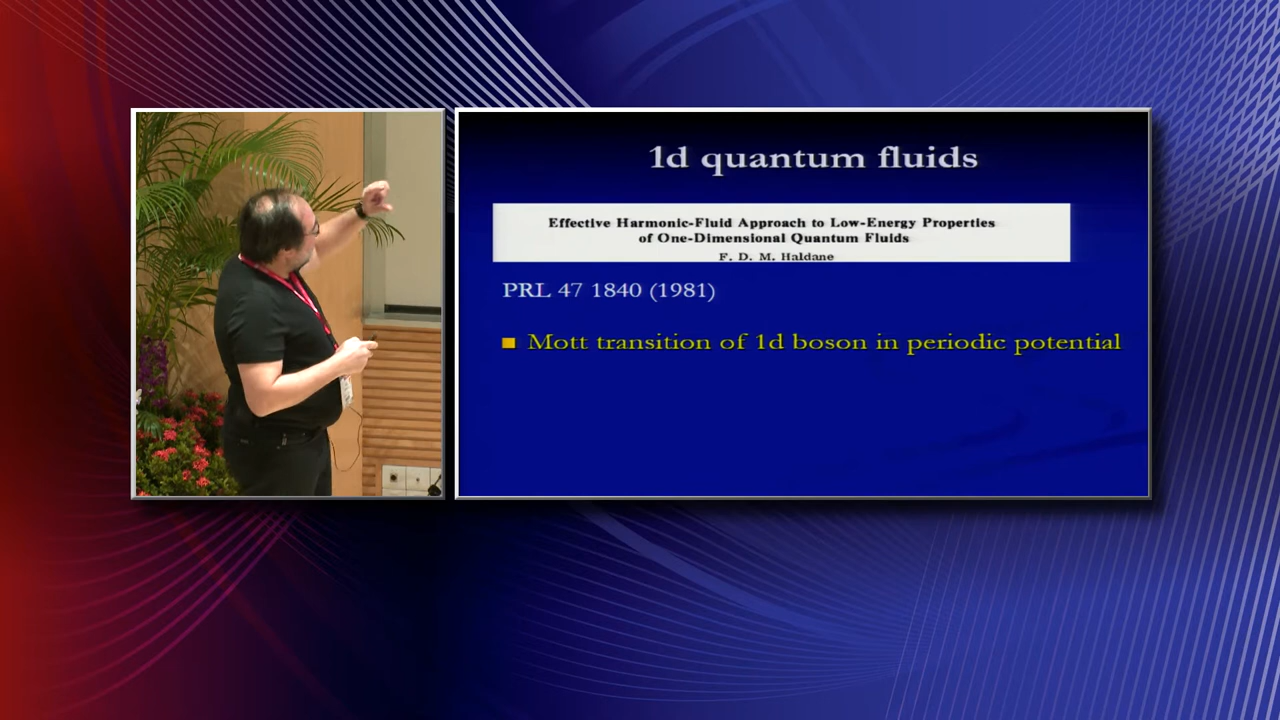 1d quantum fluids
Effective Harmonic-Fluid Approach to Low-Energy Properties
of One-Dimensional Quantum Fluids
F. D. M. Haldane
PRL 47 1840 (1981)
Mott transition of 1d boson in periodic potential